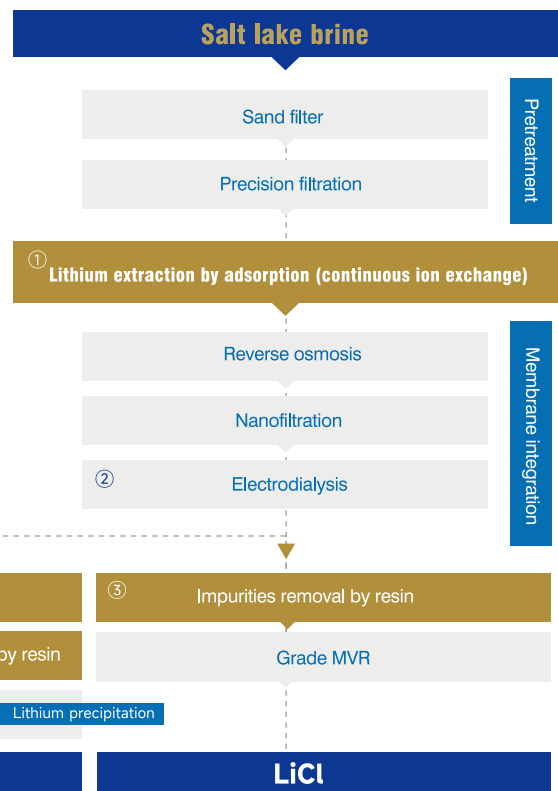 Salt lake brine
Sand filter
Precision filtration
Pretreatment
① Lithium extraction by adsorption (continuous ion exchange)
Reverse osmosis
Nanofiltration
② Electrodialysis
Membrane integration
③ Impurities removal by resin
by resin
Grade MVR
Lithium precipitation
LiCl